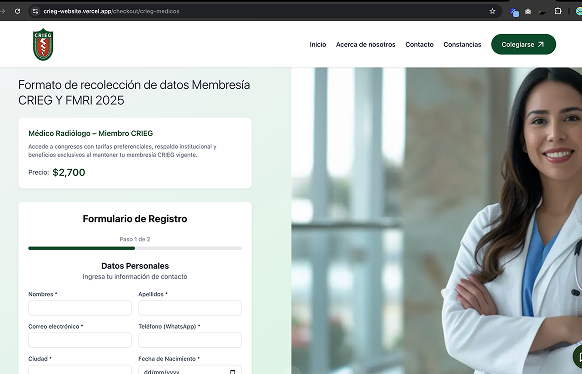 crieg-website.vercel.app/checkout/crieg-medicos
CRIEG
Inicio Acerca de nosotros Contacto Constancias Colegiarse
Formato de recolección de datos Membresía
CRIEG Y FMRI 2025
Médico Radiólogo – Miembro CRIEG
Accede a congresos con tarifas preferenciales, respaldo institucional y
beneficios exclusivos al mantener tu membresía CRIEG vigente.
Precio: $2,700
Formulario de Registro
Paso 1 de 2
Datos Personales
Ingresa tu información de contacto
Nombres * Apellidos *
Correo electrónico * Teléfono (WhatsApp) *
Ciudad * Fecha de Nacimiento *
dd/mm/yyyy